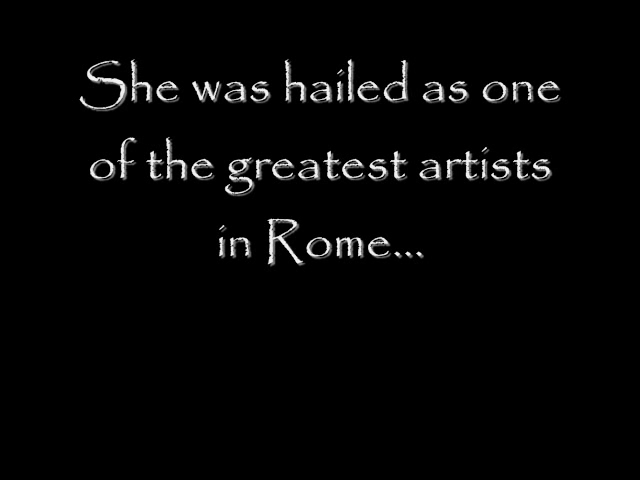 She was hailed as one
of the greatest artists
in Rome...